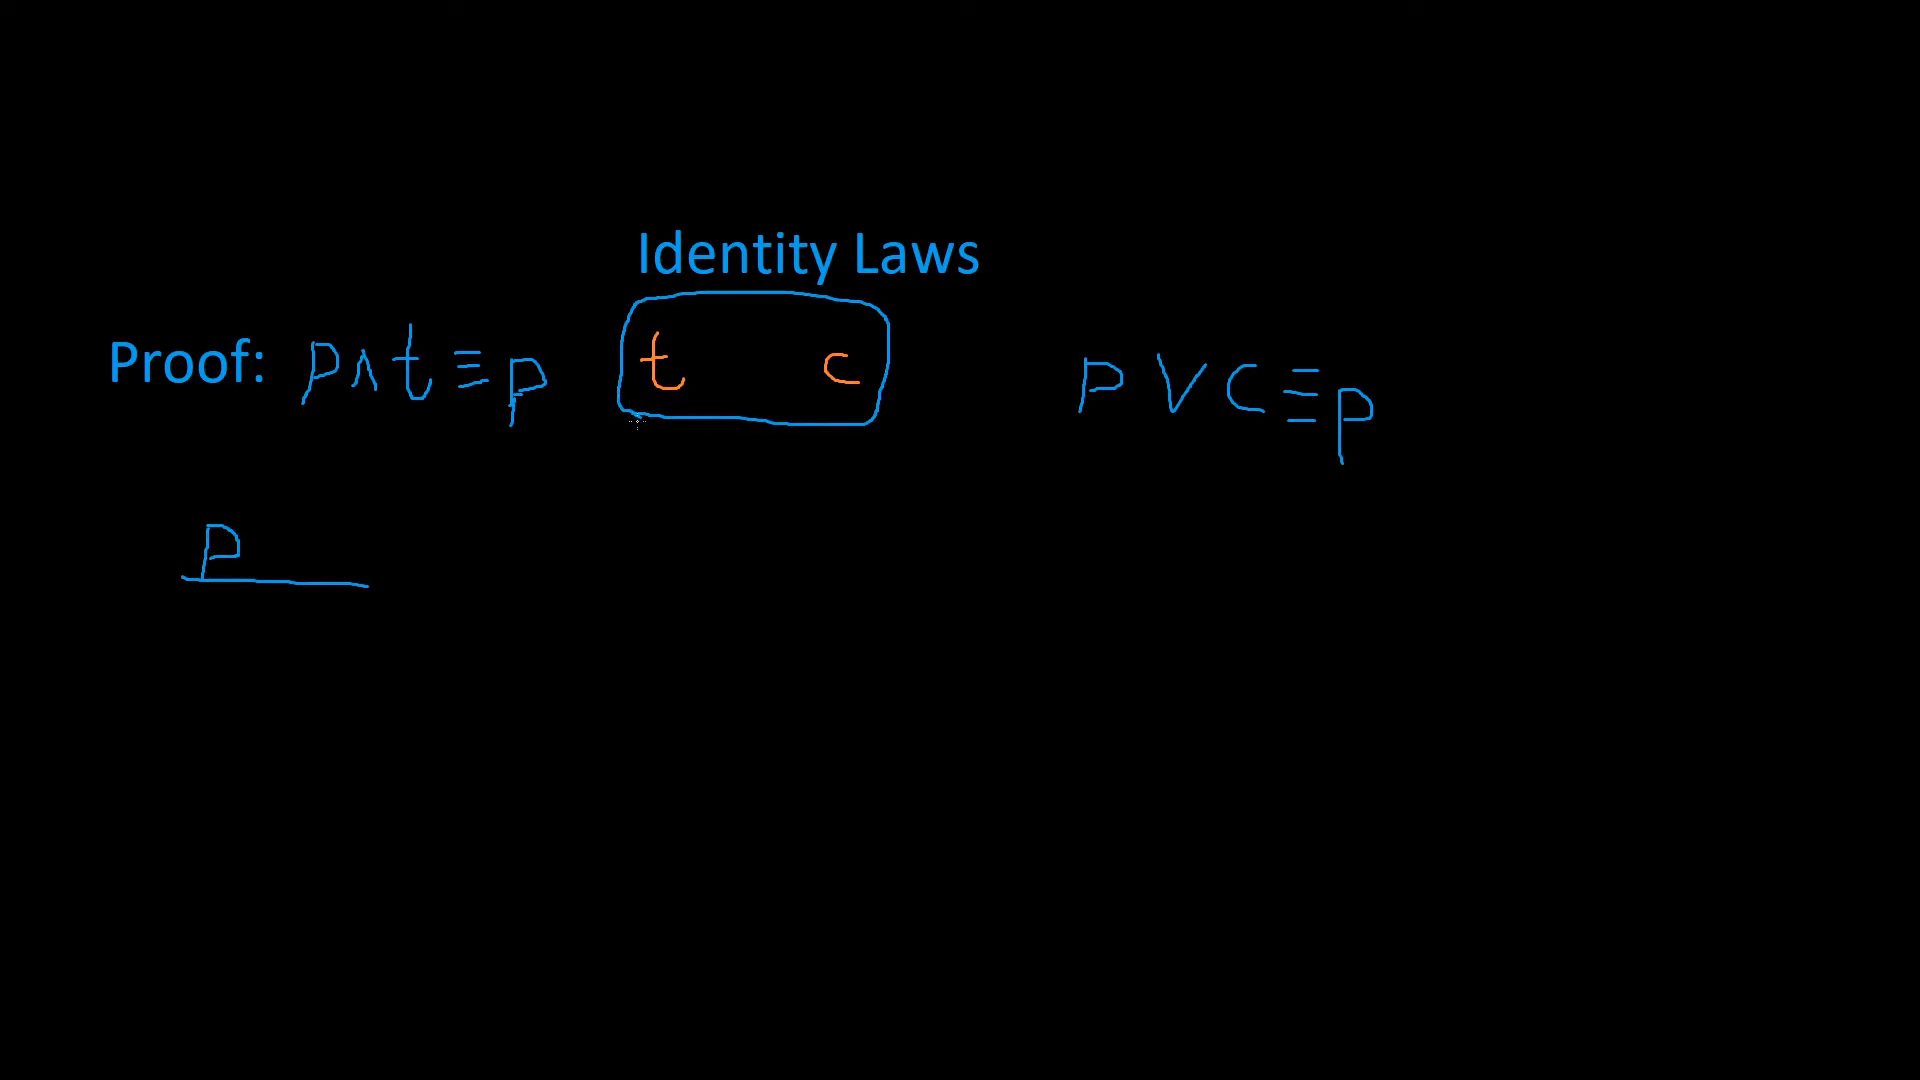 Identity Laws
Proof: p ∧ t ≡ p t c p ∨ c ≡ p
p